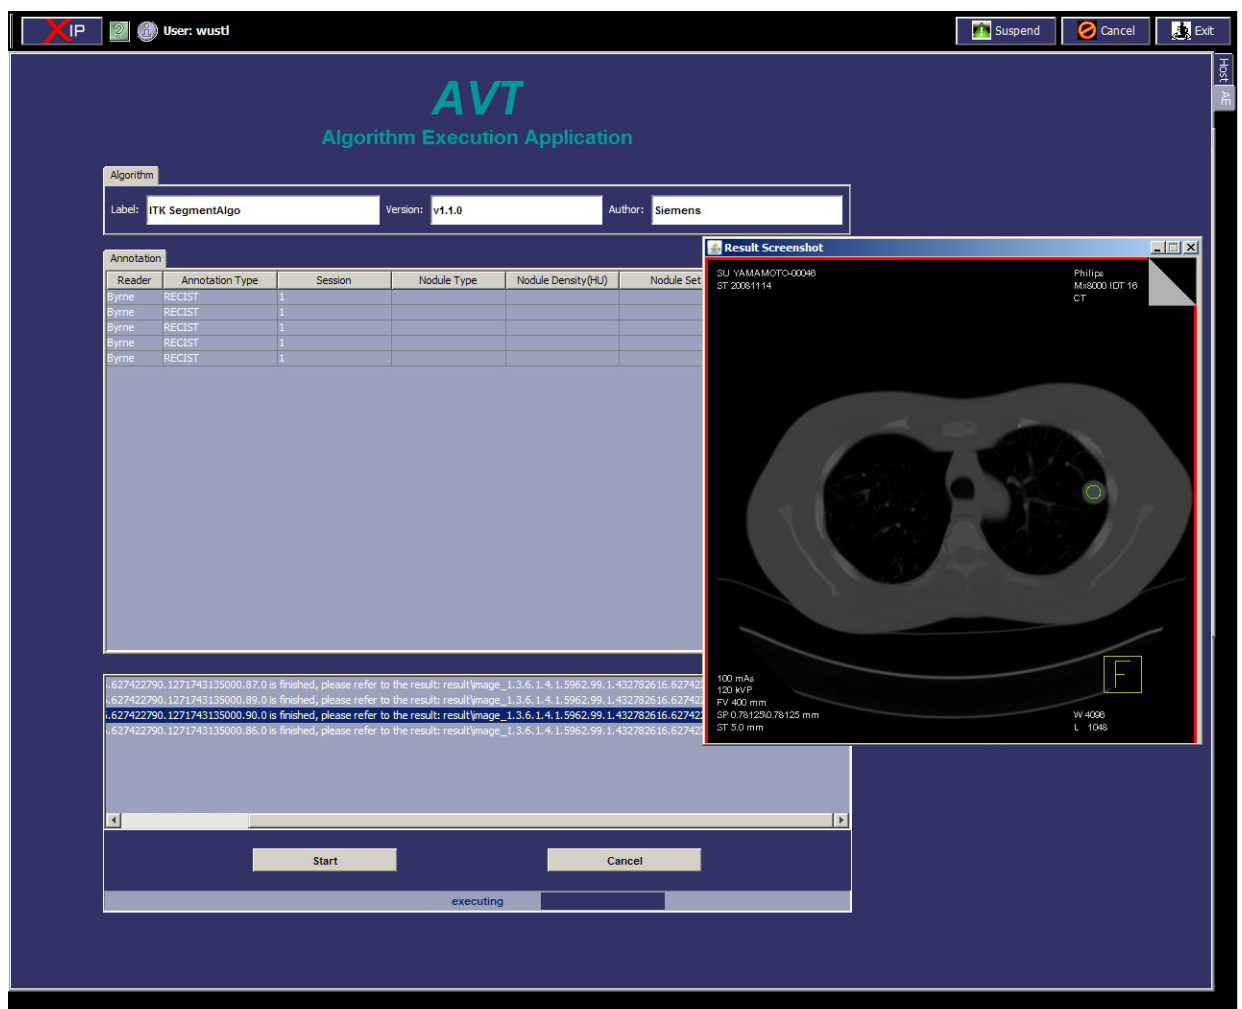 XIP User: wustl Suspend Cancel Exit
Host
AE
AVT
Algorithm Execution Application
Algorithm
Label: ITK SegmentAlgo Version: v1.1.0 Author: Siemens
Annotation
Reader Annotation Type Session Nodule Type Nodule Density(HU) Nodule Set
Byrne RECIST 1
Byrne RECIST 1
Byrne RECIST 1
Byrne RECIST 1
Byrne RECIST 1
Result Screenshot
SU YAMAMOTO-00046
ST 20081114
Philips
Mx8000 IDT 16
CT
100 mAs
120 kVP
FV 400 mm
SP 0.78125\0.78125 mm
ST 5.0 mm
F
W 4096
L 1048
.627422790.1271743135000.87.0 is finished, please refer to the result: result\image_1.3.6.1.4.1.5962.99.1.432782616.62742
.627422790.1271743135000.89.0 is finished, please refer to the result: result\image_1.3.6.1.4.1.5962.99.1.432782616.62742
.627422790.1271743135000.90.0 is finished, please refer to the result: result\image_1.3.6.1.4.1.5962.99.1.432782616.62742
.627422790.1271743135000.86.0 is finished, please refer to the result: result\image_1.3.6.1.4.1.5962.99.1.432782616.62742
Start Cancel
executing